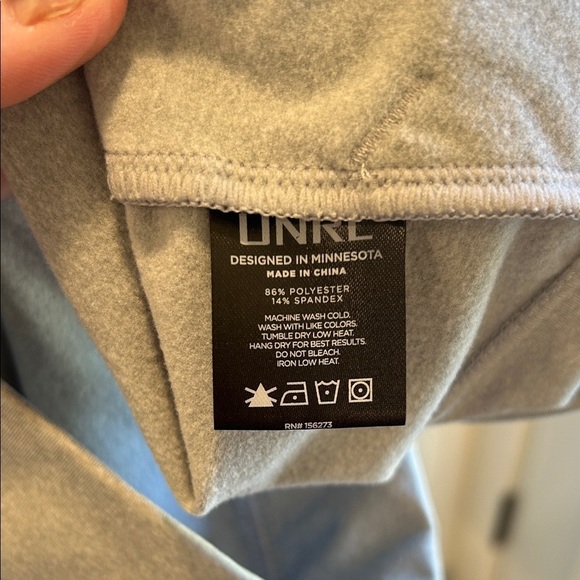 UNRL
DESIGNED IN MINNESOTA
MADE IN CHINA
86% POLYESTER
14% SPANDEX
MACHINE WASH COLD.
WASH WITH LIKE COLORS.
TUMBLE DRY LOW HEAT.
HANG DRY FOR BEST RESULTS.
DO NOT BLEACH.
IRON LOW HEAT.
RN# 156273